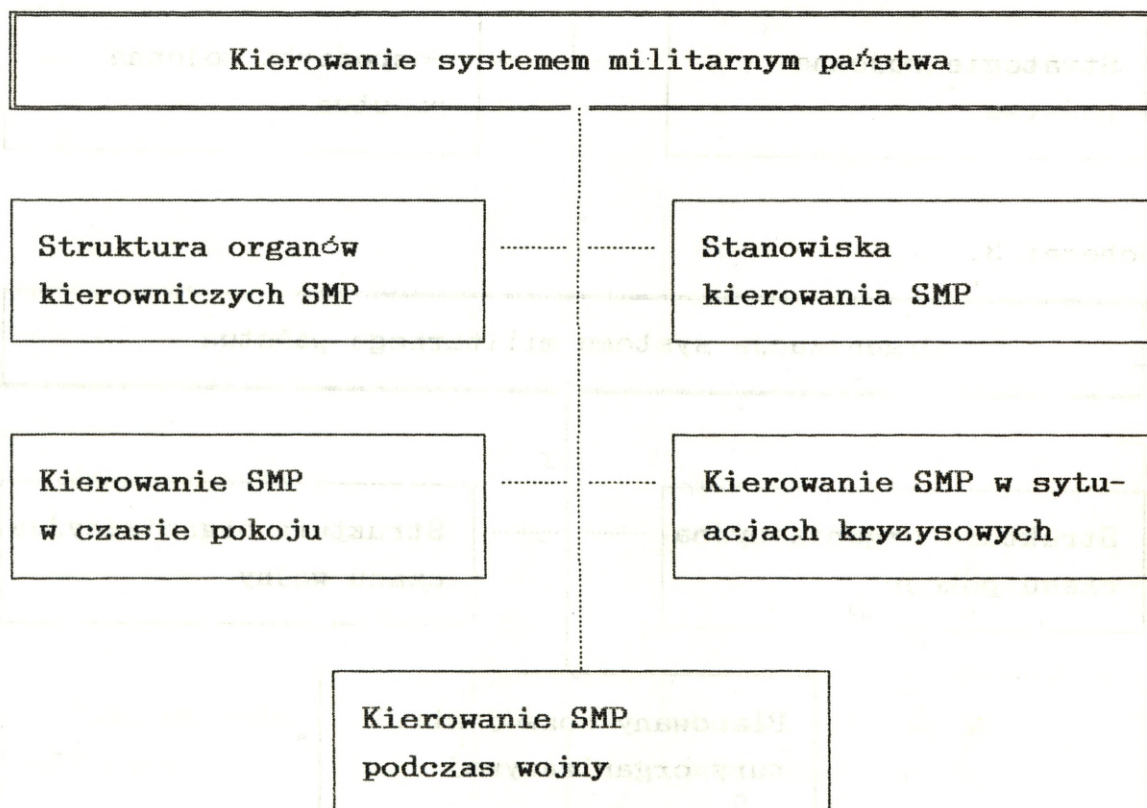 Kierowanie systemem militarnym państwa
Struktura organów
kierowniczych SMP
Stanowiska
kierowania SMP
Kierowanie SMP
w czasie pokoju
Kierowanie SMP w sytu-
acjach kryzysowych
Kierowanie SMP
podczas wojny